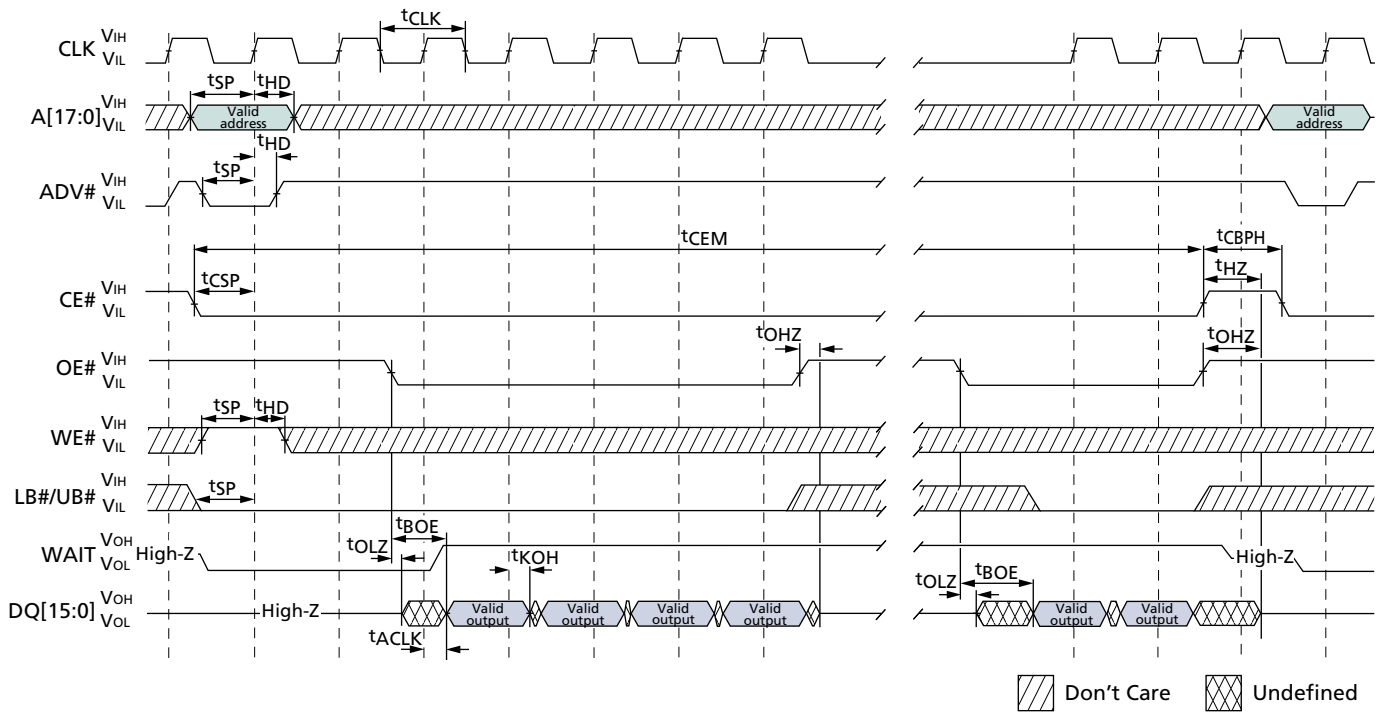 tCLK
CLK VIH
VIL
tSP tHD
A[17:0] VIH
VIL
Valid address
Valid address
tHD
tSP
ADV# VIH
VIL
tCEM
tCBPH
tCSP
tHZ
CE# VIH
VIL
tOHZ
tOHZ
OE# VIH
VIL
tSP tHD
WE# VIH
VIL
tSP
LB#/UB# VIH
VIL
tBOE
tOLZ
tKOH
WAIT VOH
VOL
High-Z
High-Z
tOLZ
tBOE
DQ[15:0] VOH
VOL
High-Z
Valid output
Valid output
Valid output
Valid output
Valid output
Valid output
tACLK
Don't Care
Undefined